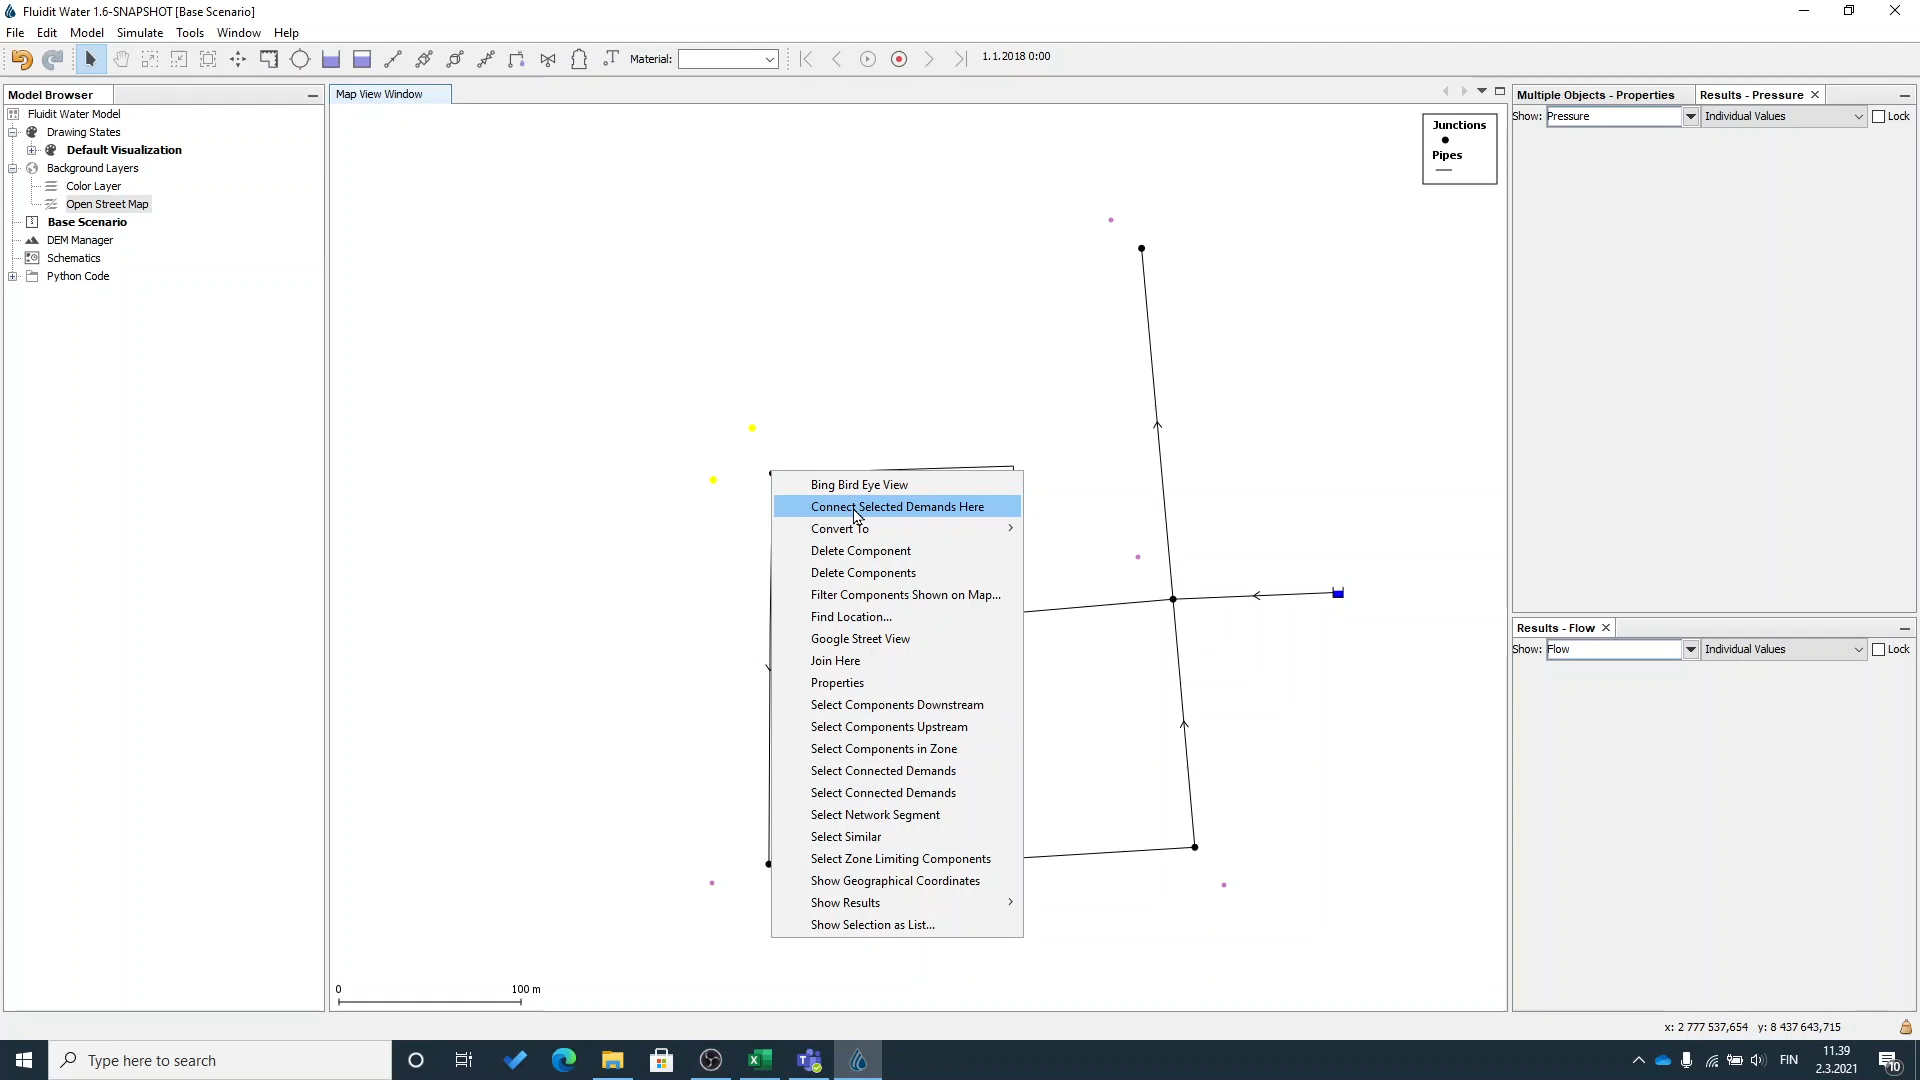 Fluidit Water 1.6-SNAPSHOT [Base Scenario]
File Edit Model Simulate Tools Window Help
Material:
1.1.2018 0:00
Model Browser
Fluidit Water Model
Drawing States
Default Visualization
Background Layers
Color Layer
Open Street Map
Base Scenario
DEM Manager
Schematics
Python Code
Map View Window
Junctions
Pipes
Bing Bird Eye View
Connect Selected Demands Here
Convert To
Delete Component
Delete Components
Filter Components Shown on Map...
Find Location...
Google Street View
Join Here
Properties
Select Components Downstream
Select Components Upstream
Select Components in Zone
Select Connected Demands
Select Connected Demands
Select Network Segment
Select Similar
Select Zone Limiting Components
Show Geographical Coordinates
Show Results
Show Selection as List...
0 100 m
Multiple Objects - Properties Results - Pressure
Show: Pressure Individual Values Lock
Results - Flow
Show: Flow Individual Values Lock
x: 2 777 537,654 y: 8 437 643,715
Type here to search
FIN
11.39
2.3.2021
10